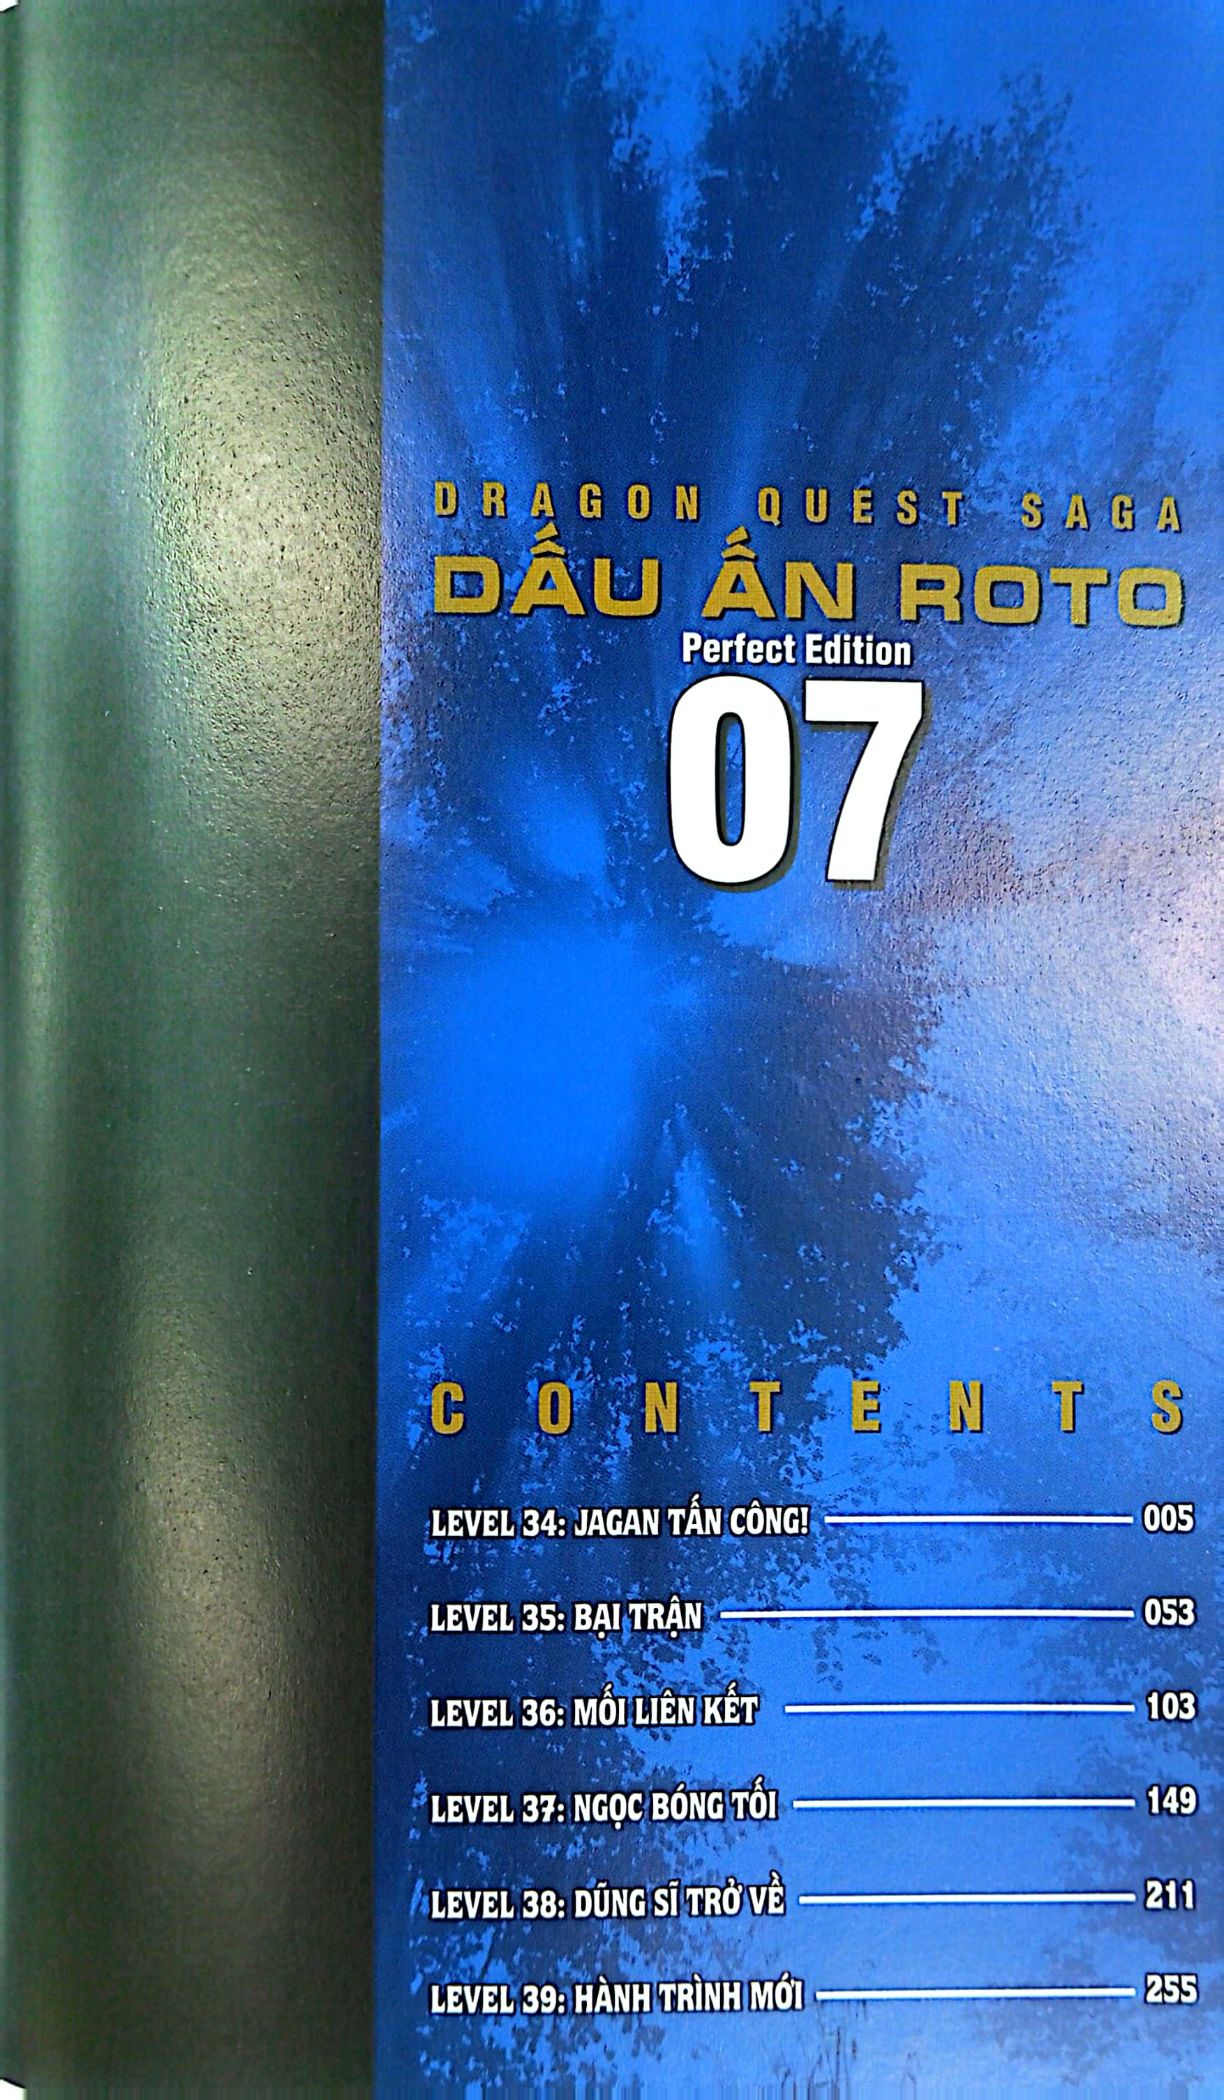 DRAGON QUEST SAGA
DẤU ẤN ROTO
Perfect Edition
07
CONTENTS
LEVEL 34: JAGAN TẤN CÔNG! 005
LEVEL 35: BẠI TRẬN 053
LEVEL 36: MỐI LIÊN KẾT 103
LEVEL 37: NGỌC BÓNG TỐI 149
LEVEL 38: DŨNG SĨ TRỞ VỀ 211
LEVEL 39: HÀNH TRÌNH MỚI 255